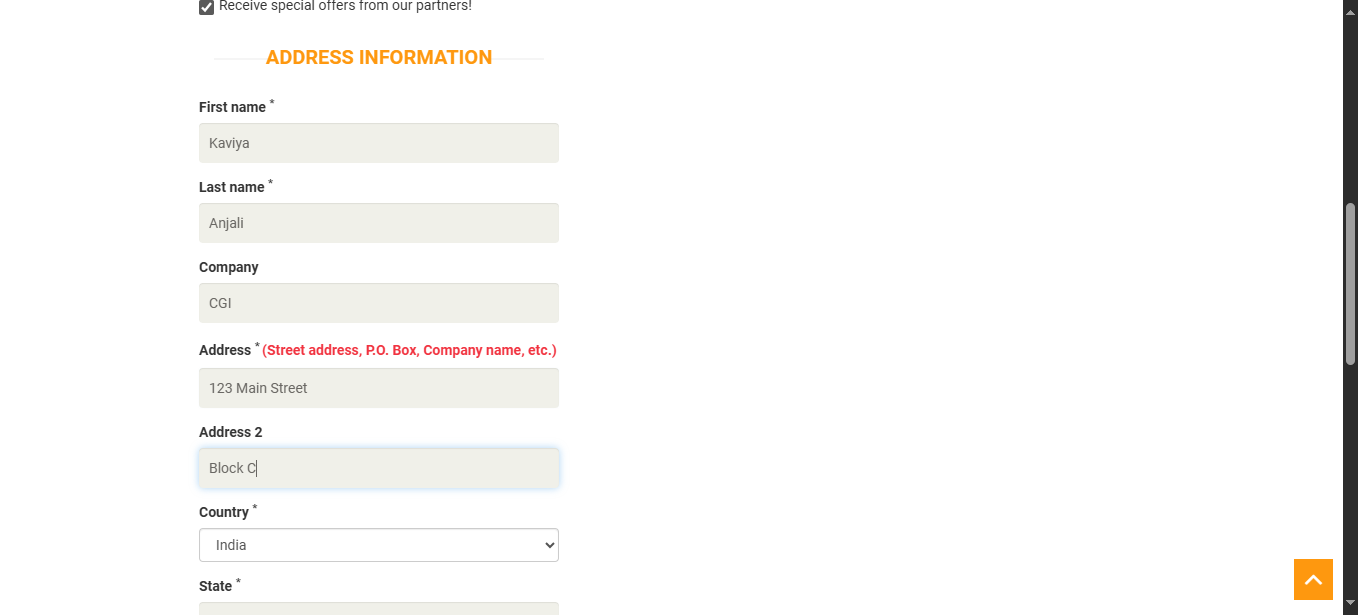 Receive special offers from our partners!
ADDRESS INFORMATION
First name *
Kaviya
Last name *
Anjali
Company
CGI
Address * (Street address, P.O. Box, Company name, etc.)
123 Main Street
Address 2
Block C
Country *
India
State *